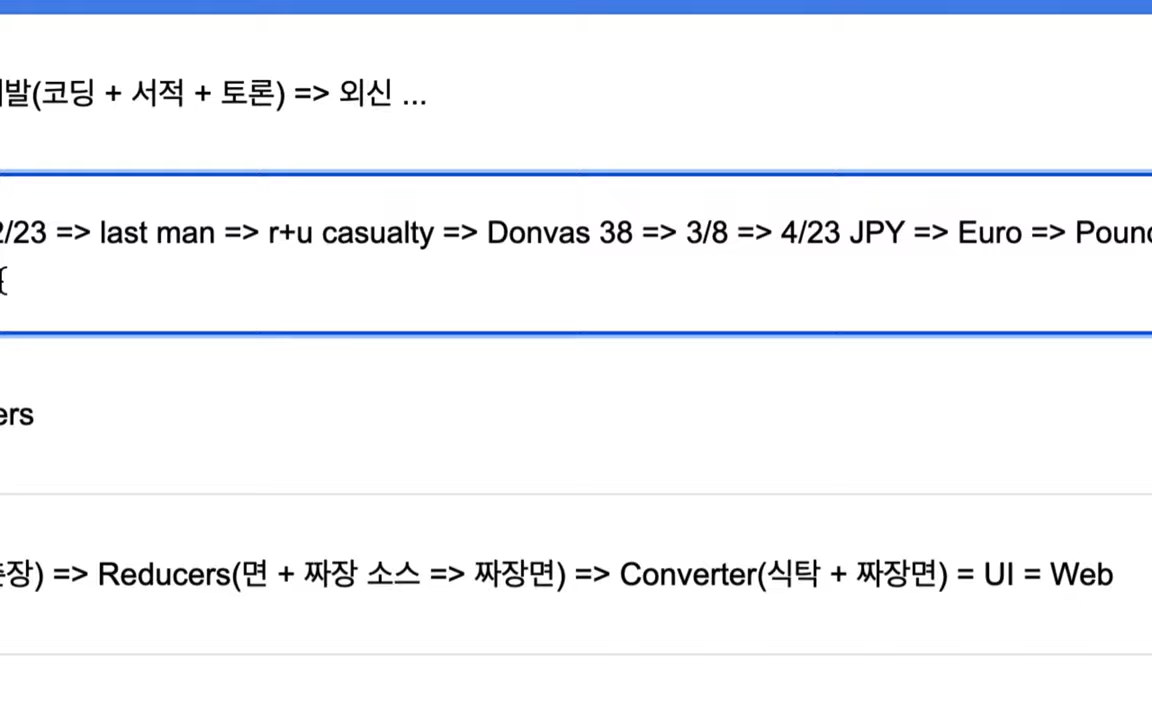 발(코딩 + 서적 + 토론) => 외신 ...
/23 => last man => r+u casualty => Donvas 38 => 3/8 => 4/23 JPY => Euro => Poun
ers
장) => Reducers(면 + 짜장 소스 => 짜장면) => Converter(식탁 + 짜장면) = UI = Web